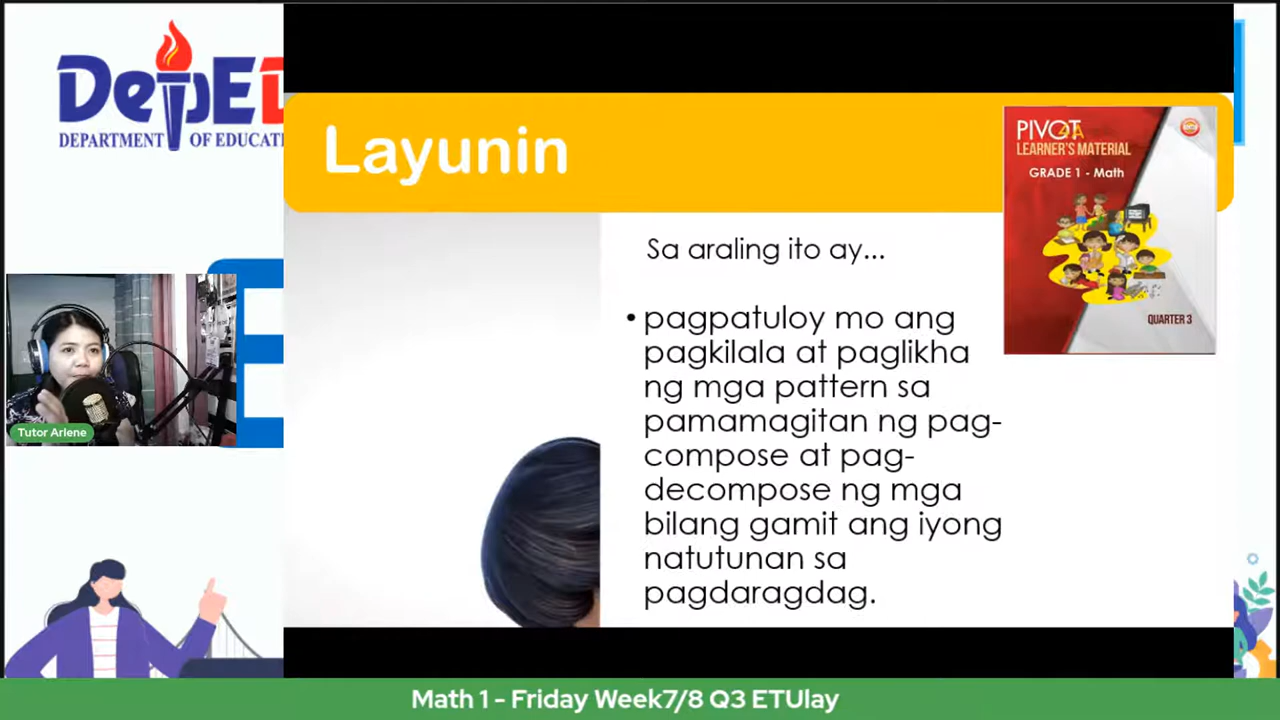 DepED
DEPARTMENT OF EDUCATI
Layunin
PIVOT 4A
LEARNER'S MATERIAL
GRADE 1 - Math
QUARTER 3
Sa araling ito ay...
• pagpatuloy mo ang
pagkilala at paglikha
ng mga pattern sa
pamamagitan ng pag-
compose at pag-
decompose ng mga
bilang gamit ang iyong
natutunan sa
pagdaragdag.
Tutor Arlene
E
Math 1 - Friday Week7/8 Q3 ETUlay